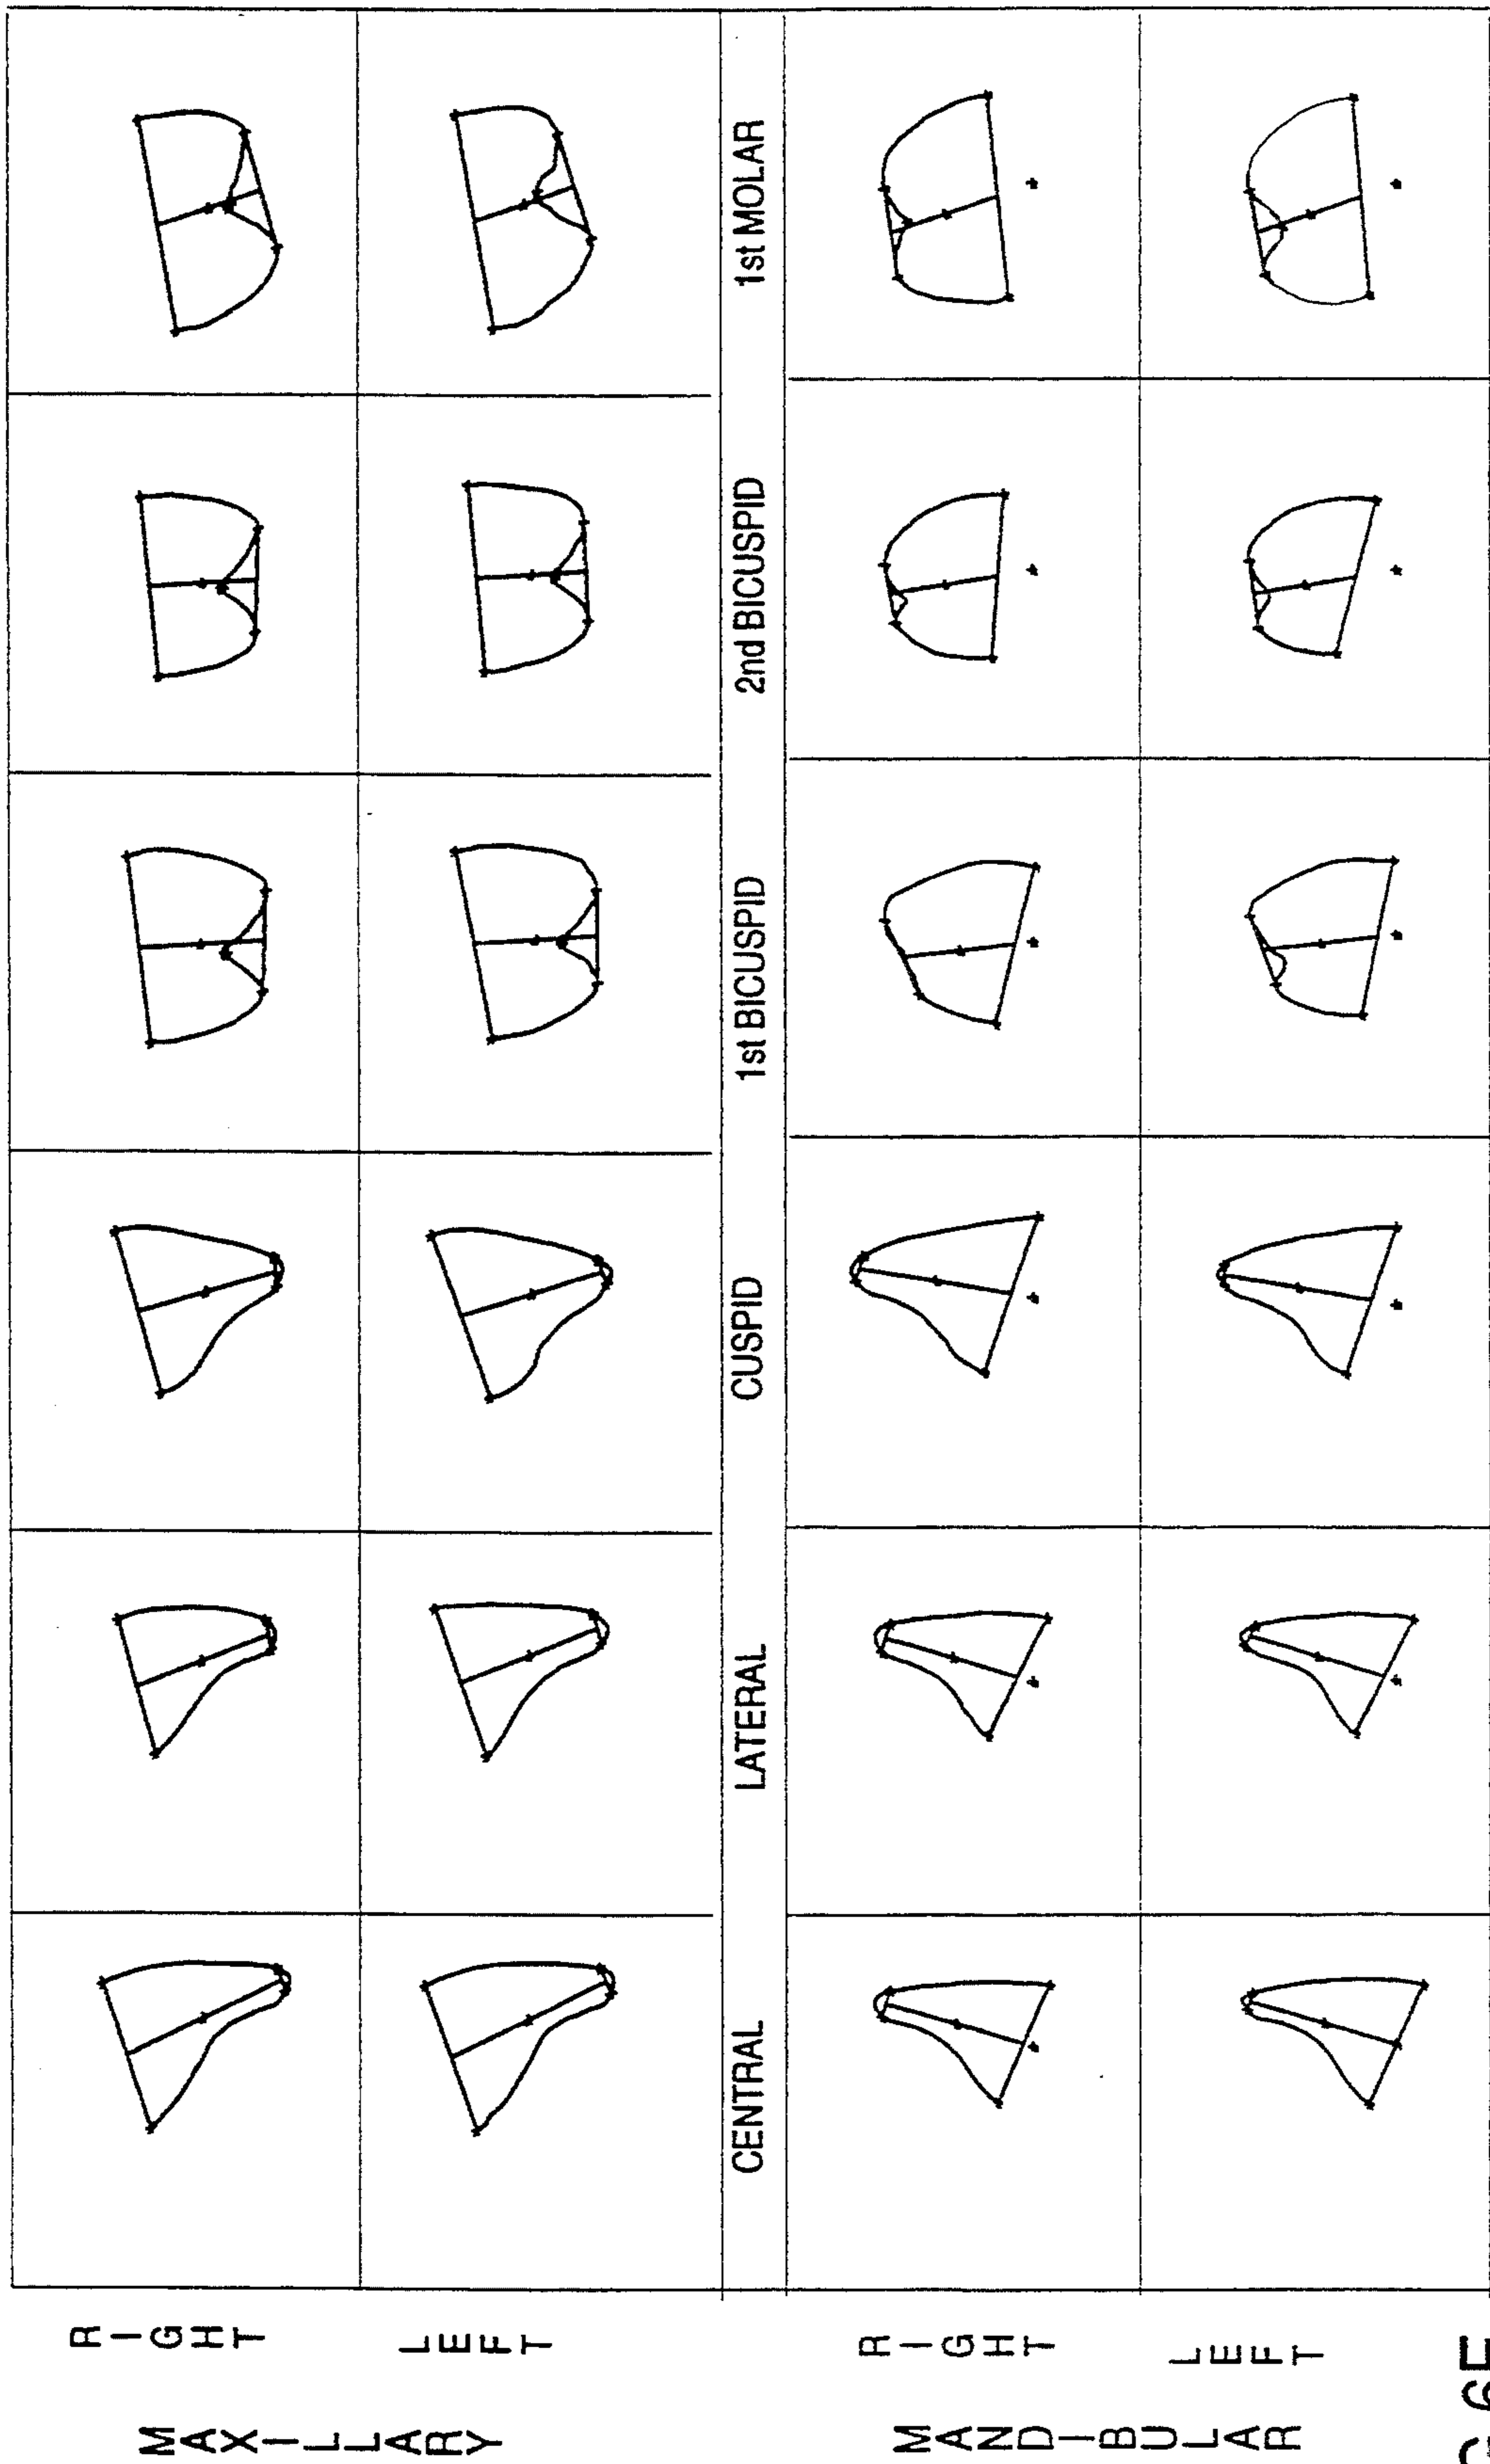 MAXILLARY
RIGHT
LEFT
CENTRAL LATERAL CUSPID 1st BICUSPID 2nd BICUSPID 1st MOLAR
MANDIBULAR
RIGHT
LEFT